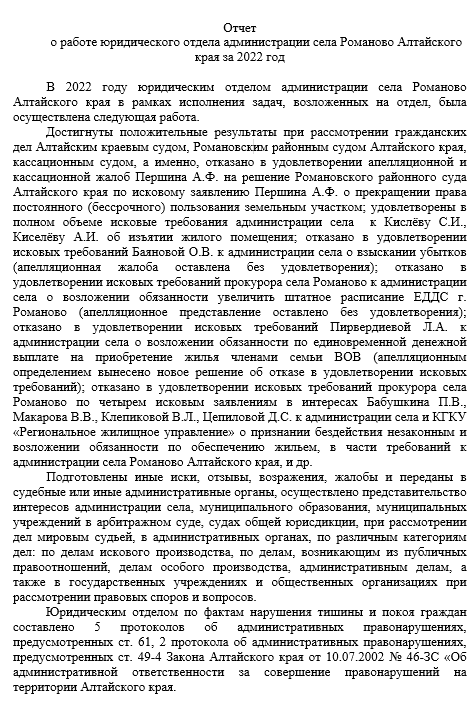 Отчет
о работе юридического отдела администрации села Романово Алтайского
края за 2022 год
В 2022 году юридическим отделом администрации села Романово
Алтайского края в рамках исполнения задач, возложенных на отдел, была
осуществлена следующая работа.
Достигнуты положительные результаты при рассмотрении гражданских
дел Алтайским краевым судом, Романовским районным судом Алтайского края,
кассационным судом, а именно, отказано в удовлетворении апелляционной и
кассационной жалоб Першина А.Ф. на решение Романовского районного суда
Алтайского края по исковому заявлению Першина А.Ф. о прекращении права
постоянного (бессрочного) пользования земельным участком; удовлетворены в
полном объеме исковые требования администрации села к Кислёву С.И.,
Киселёву А.И. об изъятии жилого помещения; отказано в удовлетворении
исковых требований Баяновой О.В. к администрации села о взыскании убытков
(апелляционная жалоба оставлена без удовлетворения); отказано в
удовлетворении исковых требований прокурора села Романово к администрации
села о возложении обязанности увеличить штатное расписание ЕДДС г.
Романово (апелляционное представление оставлено без удовлетворения);
отказано в удовлетворении исковых требований Пирвердиевой Л.А. к
администрации села о возложении обязанности по единовременной денежной
выплате на приобретение жилья членами семьи ВОВ (апелляционным
определением вынесено новое решение об отказе в удовлетворении исковых
требований); отказано в удовлетворении исковых требований прокурора села
Романово по четырем исковым заявлениям в интересах Бабушкина П.В.,
Макарова В.В., Клепиковой В.Л., Цепиловой Д.С. к администрации села и КГКУ
«Региональное жилищное управление» о признании бездействия незаконным и
возложении обязанности по обеспечению жильем, в части требований к
администрации села Романово Алтайского края, и др.
Подготовлены иные иски, отзывы, возражения, жалобы и переданы в
судебные или иные административные органы, осуществлено представительство
интересов администрации села, муниципального образования, муниципальных
учреждений в арбитражном суде, судах общей юрисдикции, при рассмотрении
дел мировым судьей, в административных органах, по различным категориям
дел: по делам искового производства, по делам, возникающим из публичных
правоотношений, делам особого производства, административным делам, а
также в государственных учреждениях и общественных организациях при
рассмотрении правовых споров и вопросов.
Юридическим отделом по фактам нарушения тишины и покоя граждан
составлено 5 протоколов об административных правонарушениях,
предусмотренных ст. 61, 2 протокола об административных правонарушениях,
предусмотренных ст. 49-4 Закона Алтайского края от 10.07.2002 № 46-ЗС «Об
административной ответственности за совершение правонарушений на
территории Алтайского края.